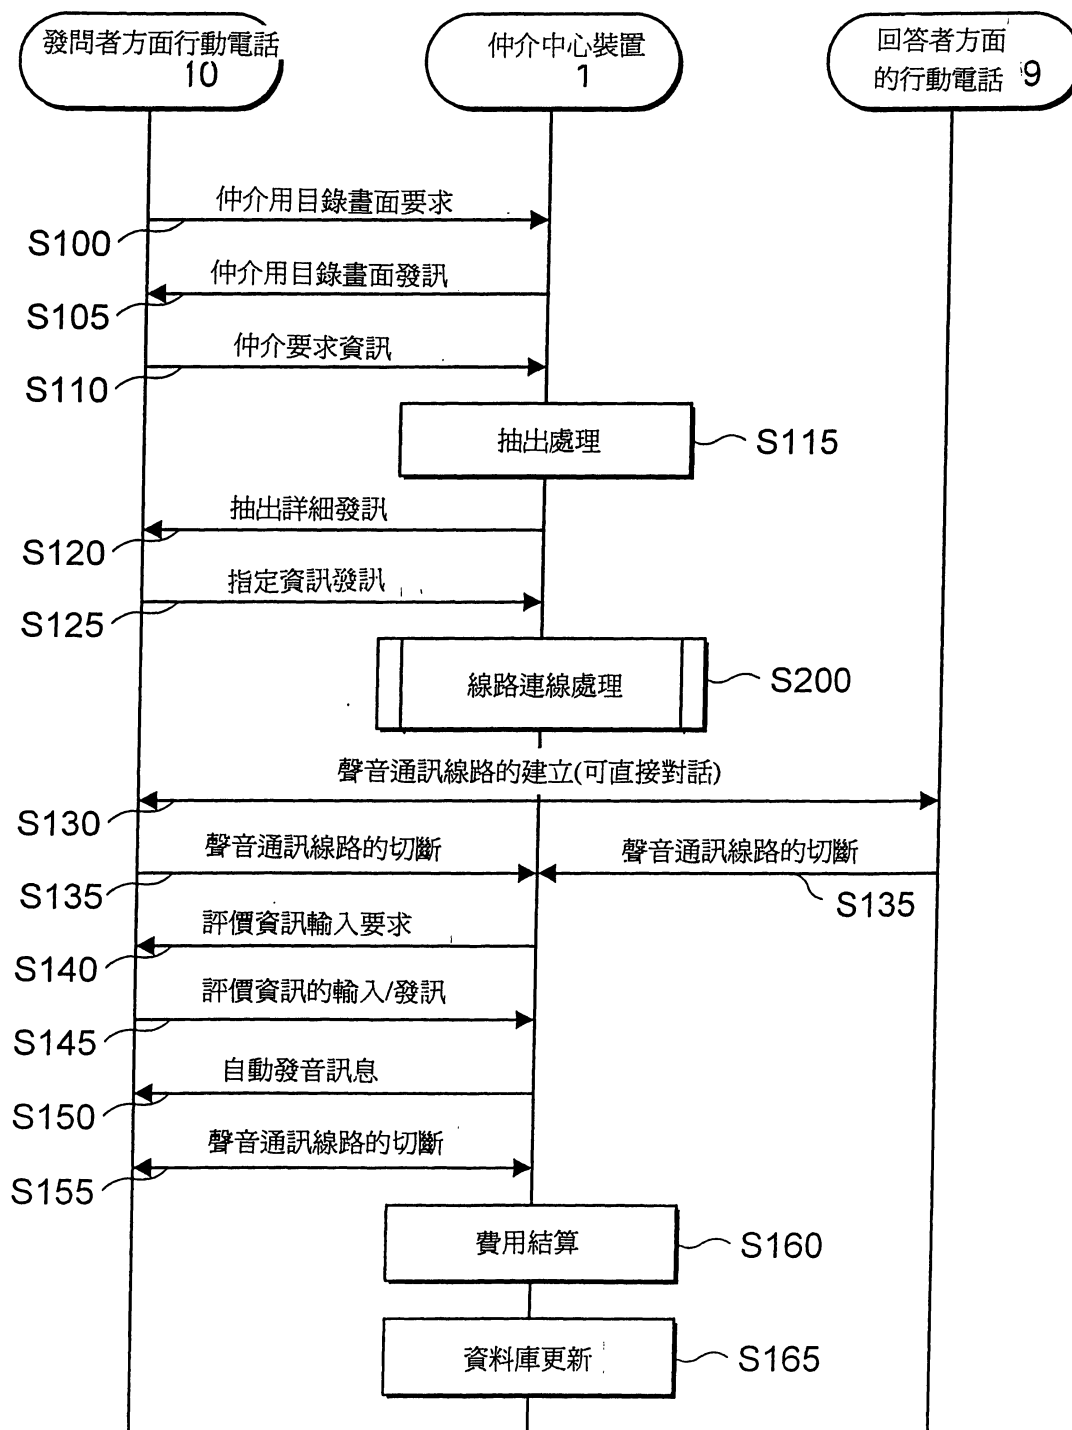 發問者方面行動電話
10
仲介中心裝置
1
回答者方面
的行動電話 9
仲介用目錄畫面要求
S100
仲介用目錄畫面發訊
S105
仲介要求資訊
S110
抽出處理
S115
抽出詳細發訊
S120
指定資訊發訊
S125
線路連線處理
S200
聲音通訊線路的建立(可直接對話)
S130
聲音通訊線路的切斷
S135
聲音通訊線路的切斷
S135
評價資訊輸入要求
S140
評價資訊的輸入/發訊
S145
自動發音訊息
S150
聲音通訊線路的切斷
S155
費用結算
S160
資料庫更新
S165